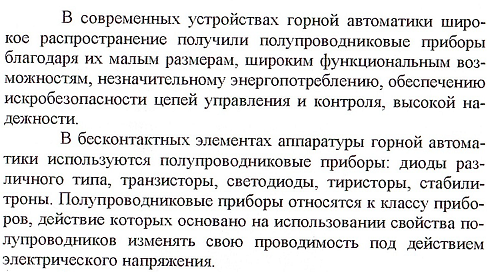 В современных устройствах горной автоматики широ-
кое распространение получили полупроводниковые приборы
благодаря их малым размерам, широким функциональным воз-
можностям, незначительному энергопотреблению, обеспечению
искробезопасности цепей управления и контроля, высокой на-
дежности.
В бесконтактных элементах аппаратуры горной автома-
тики используются полупроводниковые приборы: диоды раз-
личного типа, транзисторы, светодиоды, тиристоры, стабили-
троны. Полупроводниковые приборы относятся к классу прибо-
ров, действие которых основано на использовании свойства по-
лупроводников изменять свою проводимость под действием
электрического напряжения.